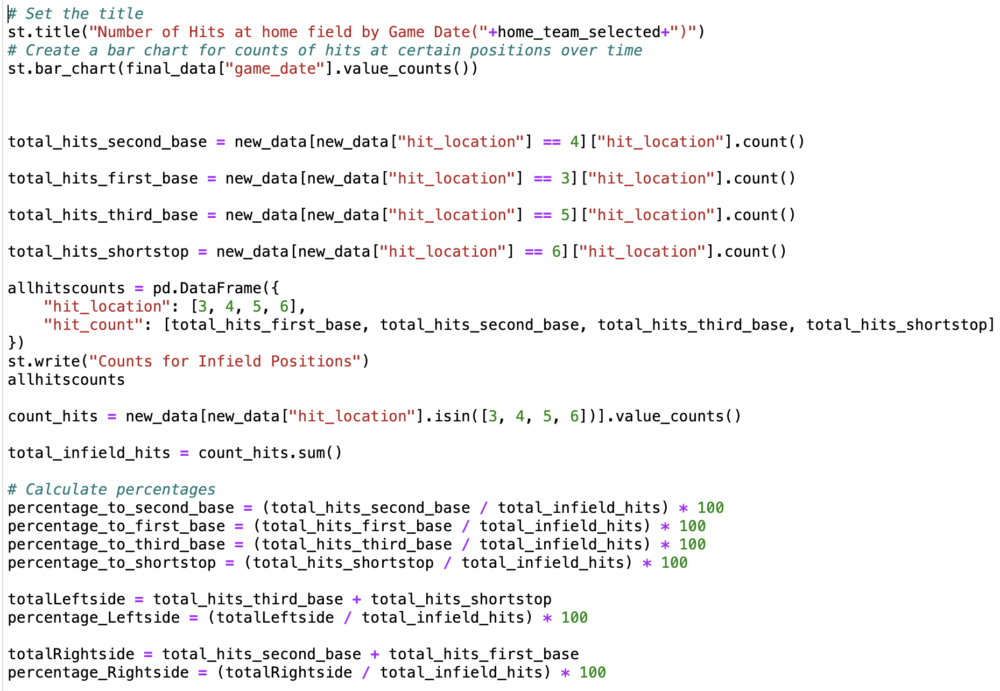 # Set the title
st.title("Number of Hits at home field by Game Date("+home_team_selected+")")
# Create a bar chart for counts of hits at certain positions over time
st.bar_chart(final_data["game_date"].value_counts())
total_hits_second_base = new_data[new_data["hit_location"] == 4]["hit_location"].count()
total_hits_first_base = new_data[new_data["hit_location"] == 3]["hit_location"].count()
total_hits_third_base = new_data[new_data["hit_location"] == 5]["hit_location"].count()
total_hits_shortstop = new_data[new_data["hit_location"] == 6]["hit_location"].count()
allhitscounts = pd.DataFrame({
    "hit_location": [3, 4, 5, 6],
    "hit_count": [total_hits_first_base, total_hits_second_base, total_hits_third_base, total_hits_shortstop]
})
st.write("Counts for Infield Positions")
allhitscounts
count_hits = new_data[new_data["hit_location"].isin([3, 4, 5, 6])].value_counts()
total_infield_hits = count_hits.sum()
# Calculate percentages
percentage_to_second_base = (total_hits_second_base / total_infield_hits) * 100
percentage_to_first_base = (total_hits_first_base / total_infield_hits) * 100
percentage_to_third_base = (total_hits_third_base / total_infield_hits) * 100
percentage_to_shortstop = (total_hits_shortstop / total_infield_hits) * 100
totalLeftside = total_hits_third_base + total_hits_shortstop
percentage_Leftside = (totalLeftside / total_infield_hits) * 100
totalRightside = total_hits_second_base + total_hits_first_base
percentage_Rightside = (totalRightside / total_infield_hits) * 100